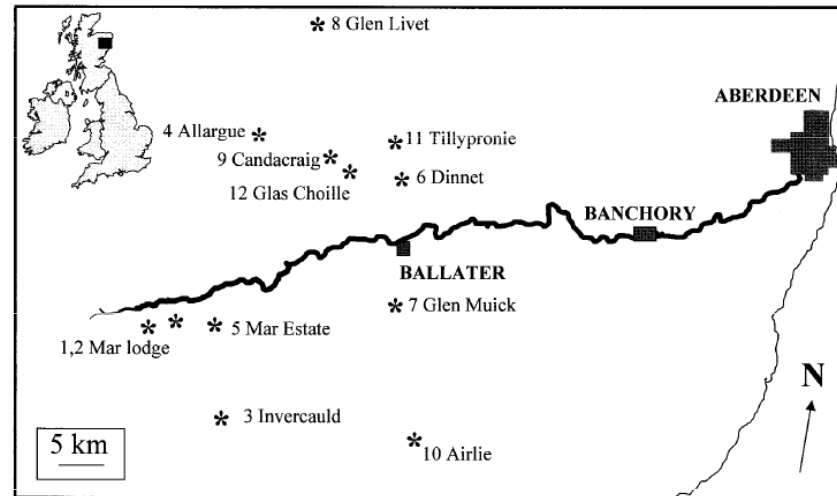 8 Glen Livet
ABERDEEN
4 Allargue
11 Tillypronie
9 Candacraig
6 Dinnet
12 Glas Choille
BANCHORY
BALLATER
7 Glen Muick
5 Mar Estate
1,2 Mar lodge
N
3 Invercauld
5 km
10 Airlie